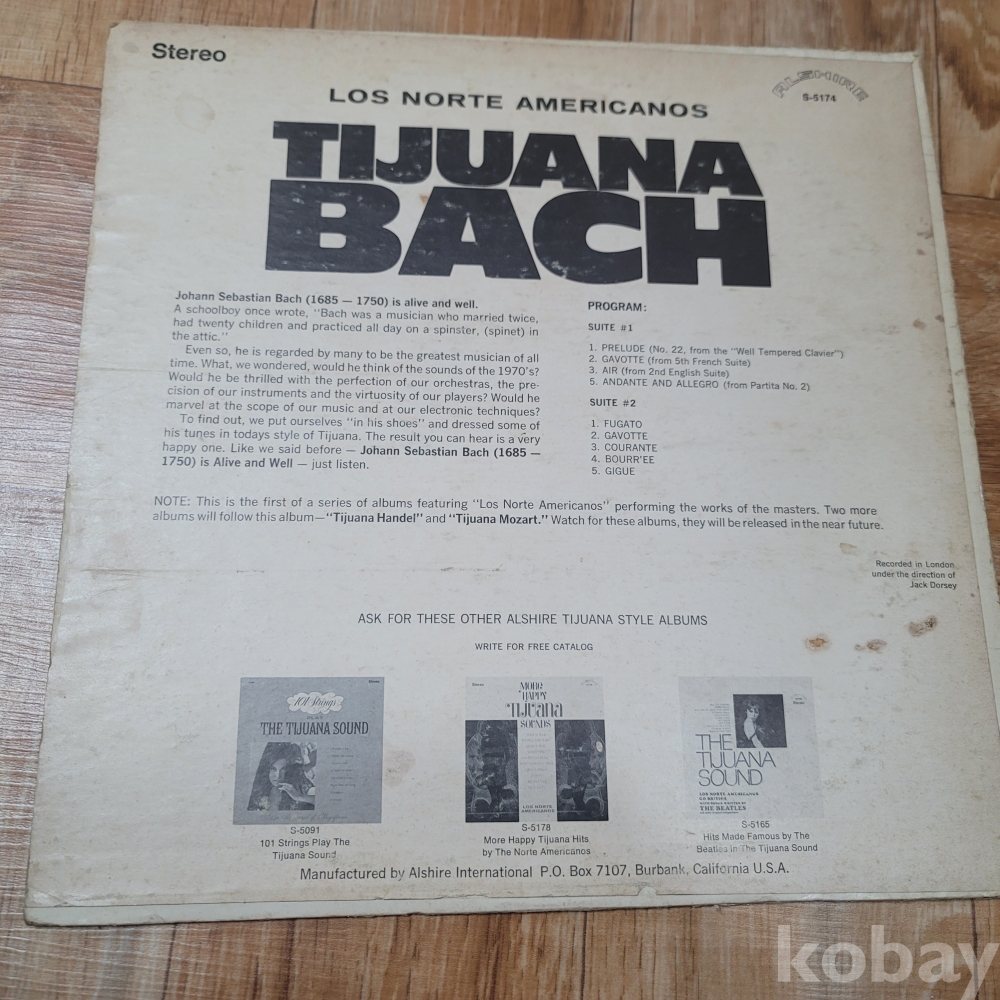 Stereo
ALSHIRE
S-5174
LOS NORTE AMERICANOS
TIJUANA
BACH
Johann Sebastian Bach (1685 — 1750) is alive and well.
A schoolboy once wrote, "Bach was a musician who married twice,
had twenty children and practiced all day on a spinster, (spinet) in
the attic."
Even so, he is regarded by many to be the greatest musician of all
time. What, we wondered, would he think of the sounds of the 1970's?
Would he be thrilled with the perfection of our orchestras, the pre-
cision of our instruments and the virtuosity of our players? Would he
marvel at the scope of our music and at our electronic techniques?
To find out, we put ourselves "in his shoes" and dressed some of
his tunes in todays style of Tijuana. The result you can hear is a very
happy one. Like we said before — Johann Sebastian Bach (1685 —
1750) is Alive and Well — just listen.
PROGRAM:
SUITE #1
1. PRELUDE (No. 22, from the "Well Tempered Clavier")
2. GAVOTTE (from 5th French Suite)
3. AIR (from 2nd English Suite)
5. ANDANTE AND ALLEGRO (from Partita No. 2)
SUITE #2
1. FUGATO
2. GAVOTTE
3. COURANTE
4. BOURR'EE
5. GIGUE
NOTE: This is the first of a series of albums featuring "Los Norte Americanos" performing the works of the masters. Two more
albums will follow this album—"Tijuana Handel" and "Tijuana Mozart." Watch for these albums, they will be released in the near future.
Recorded in London
under the direction of
Jack Dorsey
ASK FOR THESE OTHER ALSHIRE TIJUANA STYLE ALBUMS
WRITE FOR FREE CATALOG
101 Strings
THE TIJUANA SOUND
S-5091
101 Strings Play The
Tijuana Sound
MORE
HAPPY
TIJUANA
SOUNDS
LOS NORTE
AMERICANOS
S-5178
More Happy Tijuana Hits
by The Norte Americanos
THE
TIJUANA
SOUND
LOS NORTE AMERICANOS
THE BEATLES
S-5165
Hits Made Famous by The
Beatles in The Tijuana Sound
Manufactured by Alshire International P.O. Box 7107, Burbank, California U.S.A.
kobay